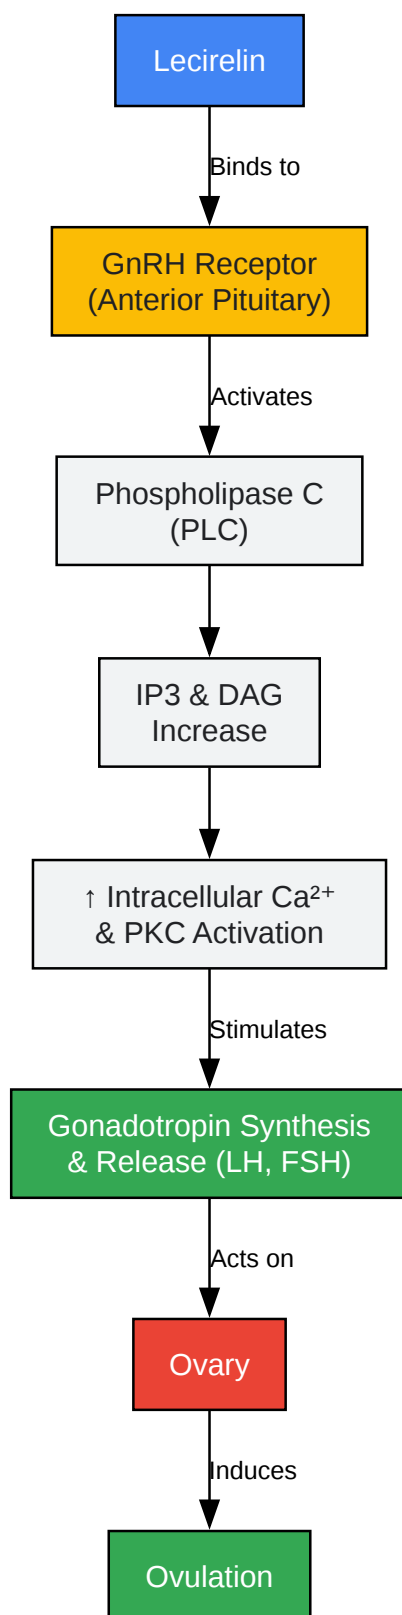 Lecirelin
Binds to
GnRH Receptor
(Anterior Pituitary)
Activates
Phospholipase C
(PLC)
IP3 & DAG
Increase
↑ Intracellular Ca²⁺
& PKC Activation
Stimulates
Gonadotropin Synthesis
& Release (LH, FSH)
Acts on
Ovary
Induces
Ovulation